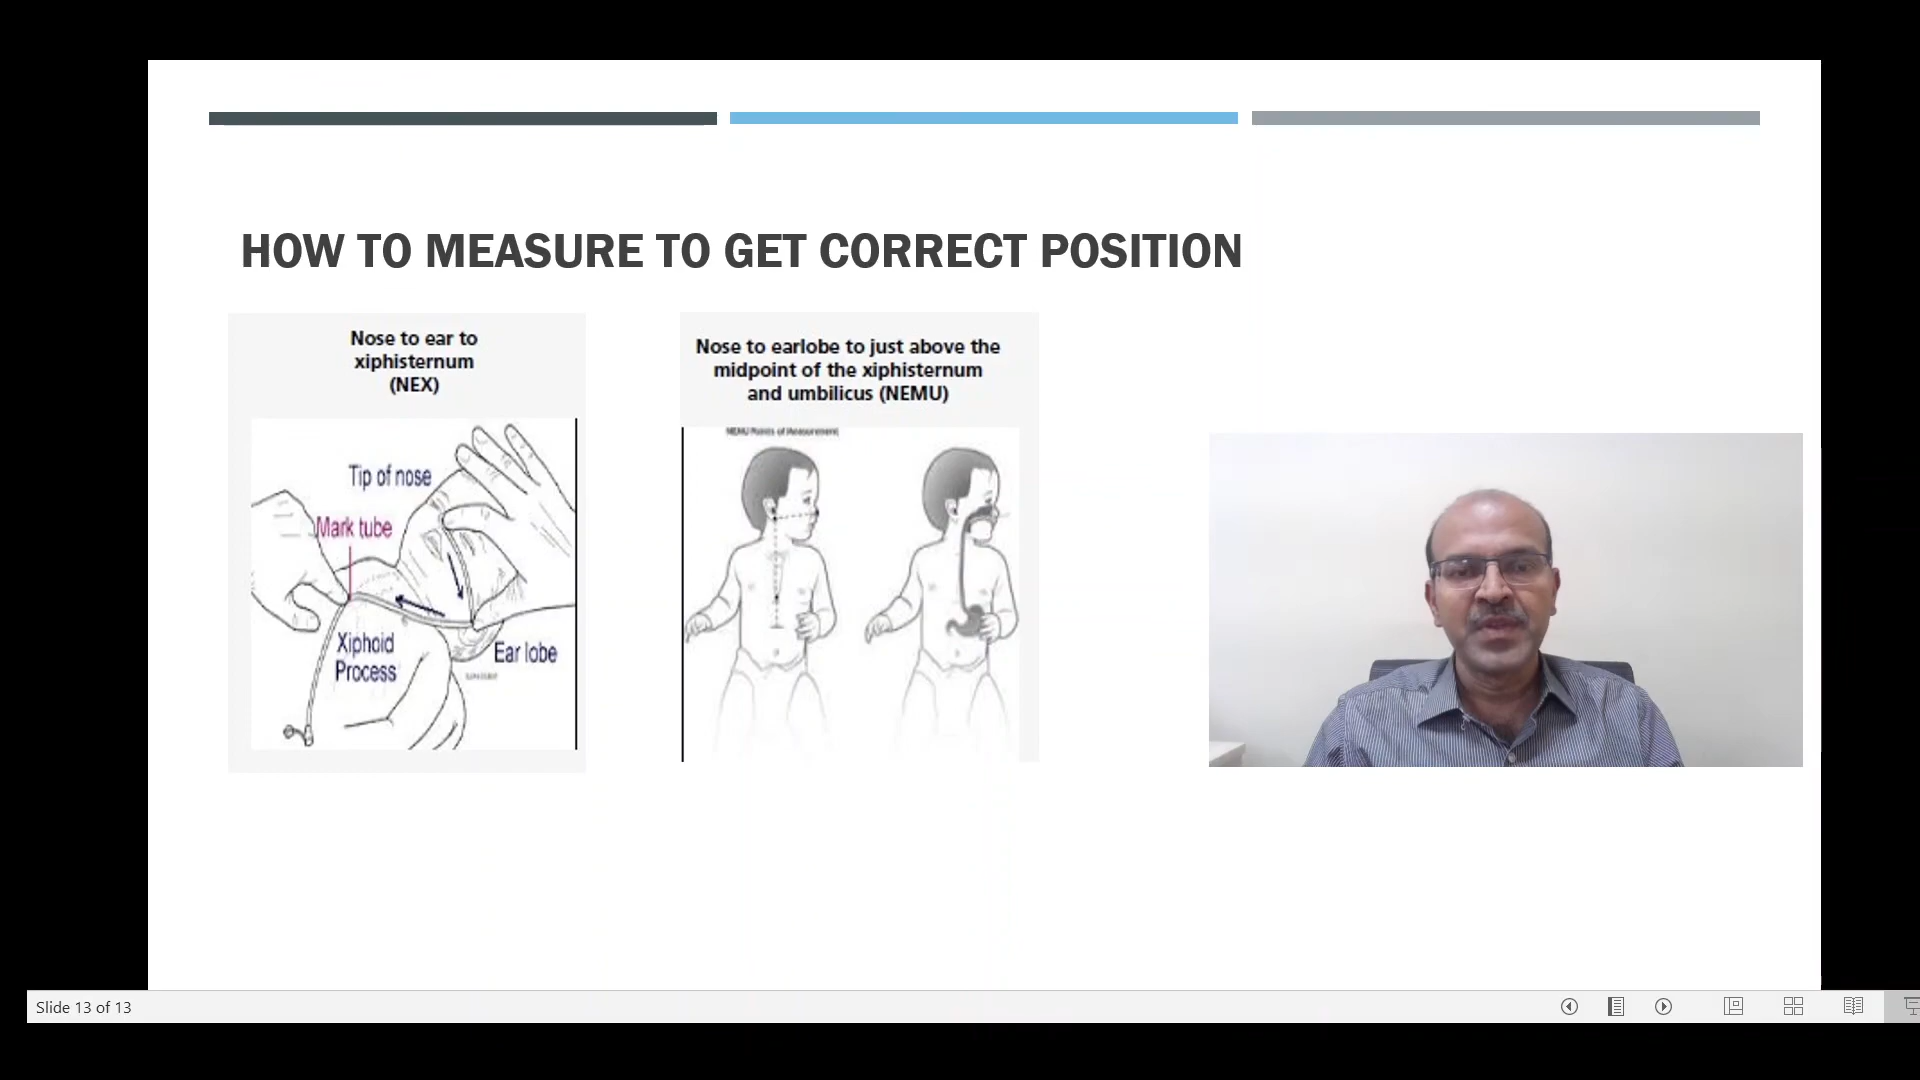 HOW TO MEASURE TO GET CORRECT POSITION
Nose to ear to
xiphisternum
(NEX)
Tip of nose
Mark tube
Xiphoid
Process
Ear lobe
Nose to earlobe to just above the
midpoint of the xiphisternum
and umbilicus (NEMU)
NEMU Points of Measurement
Slide 13 of 13